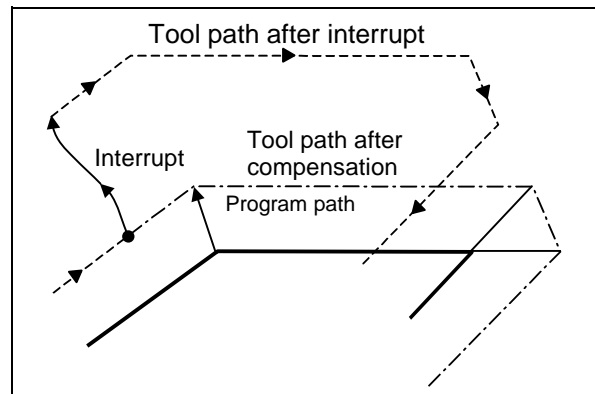 Tool path after interrupt
Tool path after
compensation
Interrupt
Program path